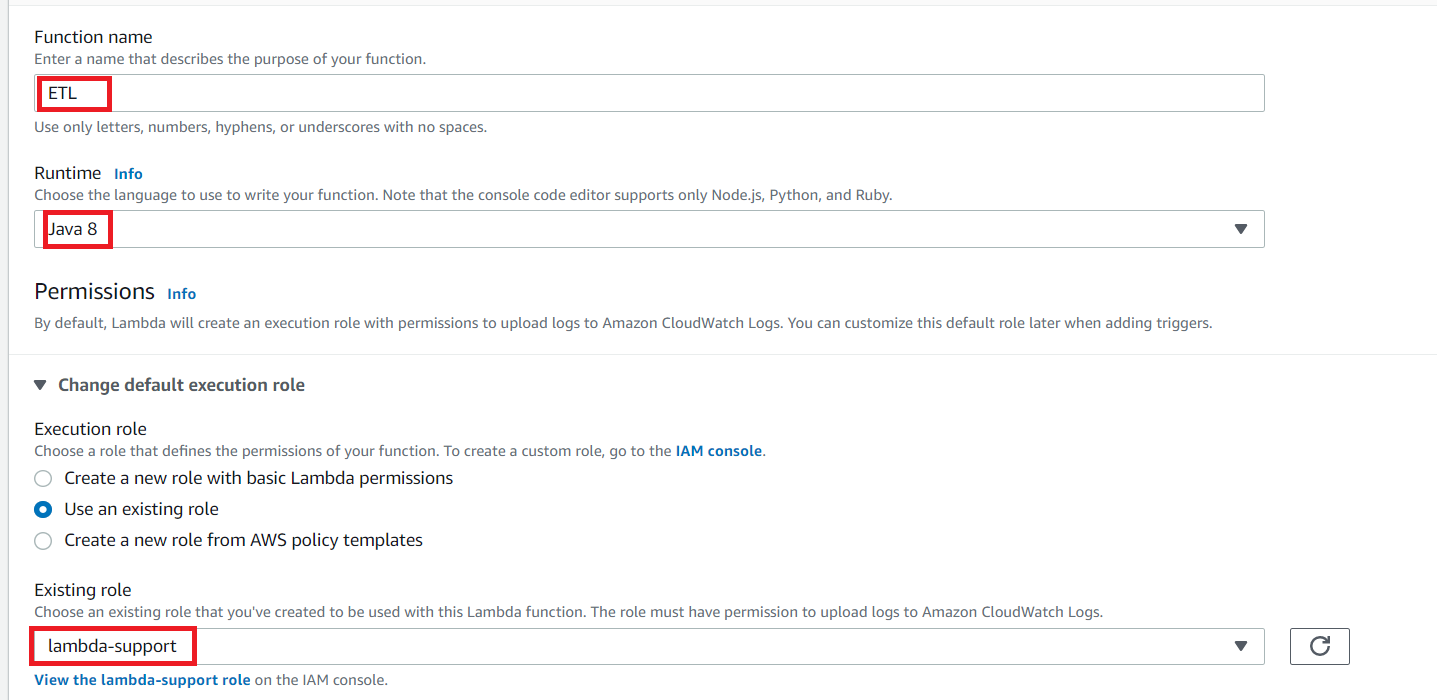 Function name
Enter a name that describes the purpose of your function.
ETL
Use only letters, numbers, hyphens, or underscores with no spaces.
Runtime Info
Choose the language to use to write your function. Note that the console code editor supports only Node.js, Python, and Ruby.
Java 8
Permissions Info
By default, Lambda will create an execution role with permissions to upload logs to Amazon CloudWatch Logs. You can customize this default role later when adding triggers.
Change default execution role
Execution role
Choose a role that defines the permissions of your function. To create a custom role, go to the IAM console.
Create a new role with basic Lambda permissions
Use an existing role
Create a new role from AWS policy templates
Existing role
Choose an existing role that you've created to be used with this Lambda function. The role must have permission to upload logs to Amazon CloudWatch Logs.
lambda-support
View the lambda-support role on the IAM console.